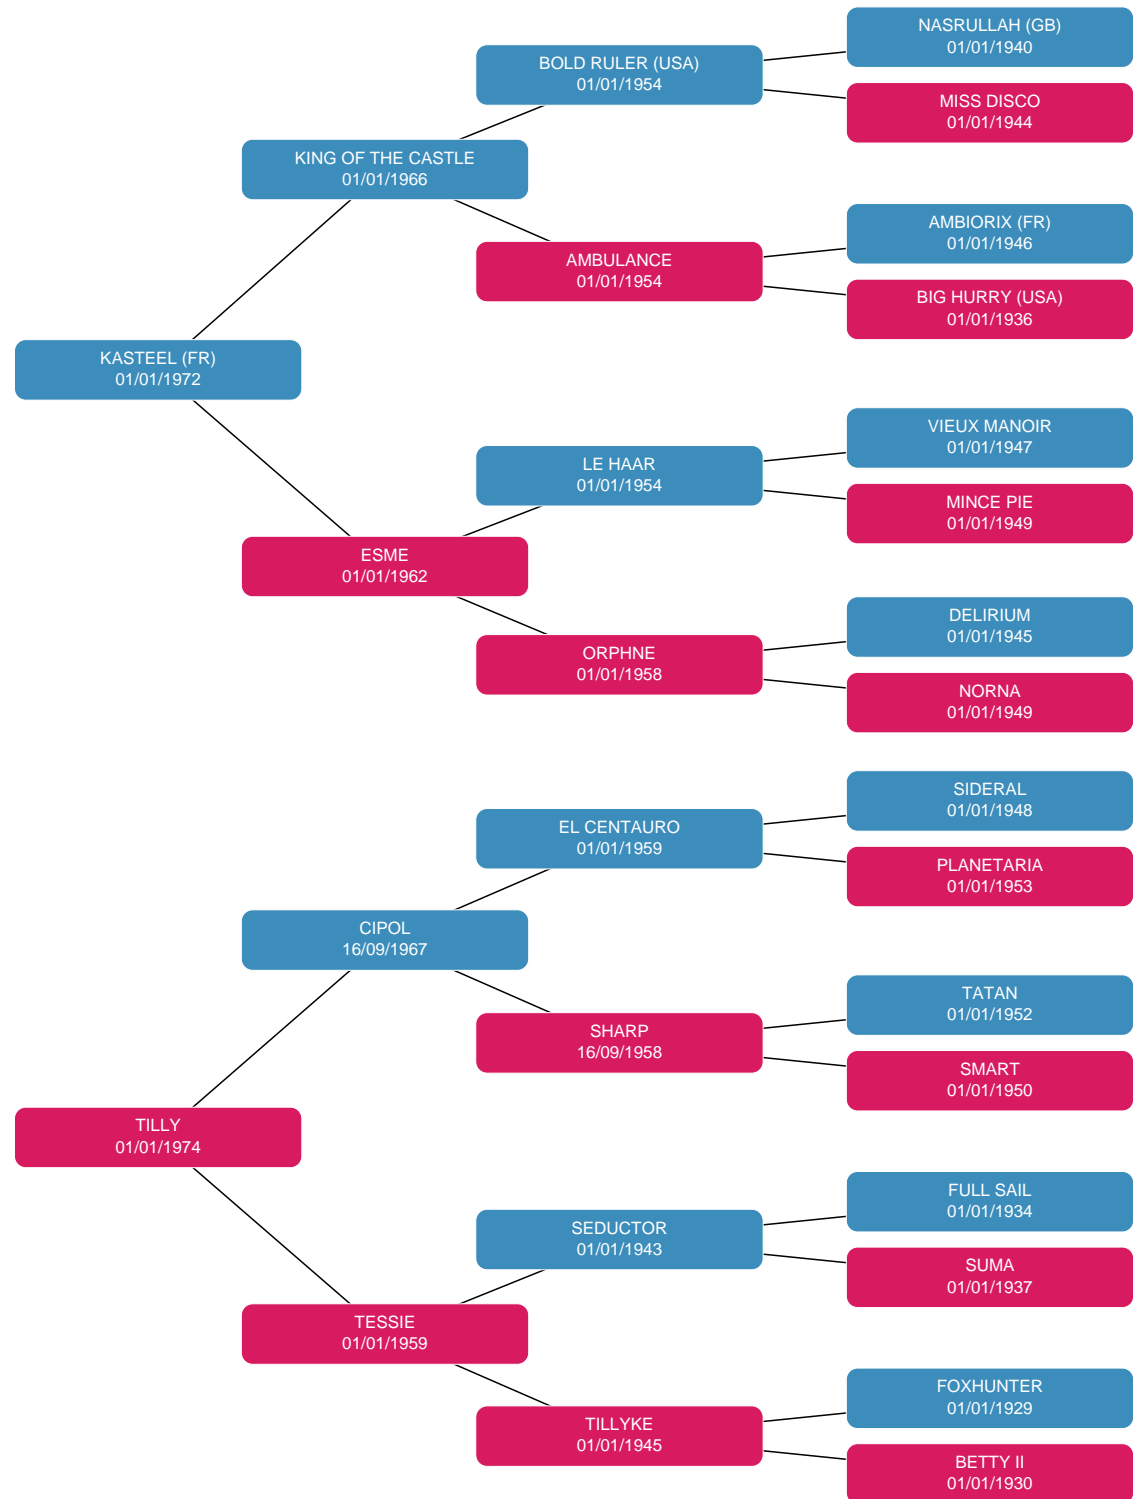 NASRULLAH (GB)
01/01/1940
BOLD RULER (USA)
01/01/1954
MISS DISCO
01/01/1944
KING OF THE CASTLE
01/01/1966
AMBIORIX (FR)
01/01/1946
AMBULANCE
01/01/1954
BIG HURRY (USA)
01/01/1936
KASTEEL (FR)
01/01/1972
VIEUX MANOIR
01/01/1947
LE HAAR
01/01/1954
MINCE PIE
01/01/1949
ESME
01/01/1962
DELIRIUM
01/01/1945
ORPHNE
01/01/1958
NORNA
01/01/1949
SIDERAL
01/01/1948
EL CENTAURO
01/01/1959
PLANETARIA
01/01/1953
CIPOL
16/09/1967
TATAN
01/01/1952
SHARP
16/09/1958
SMART
01/01/1950
TILLY
01/01/1974
FULL SAIL
01/01/1934
SEDUCTOR
01/01/1943
SUMA
01/01/1937
TESSIE
01/01/1959
FOXHUNTER
01/01/1929
TILLYKE
01/01/1945
BETTY II
01/01/1930